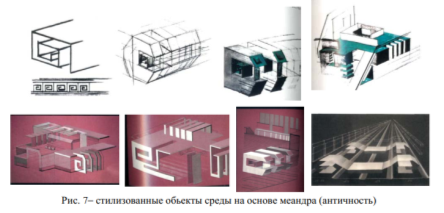 Рис. 7– стилизованные объекты среды на основе меандра (античность)